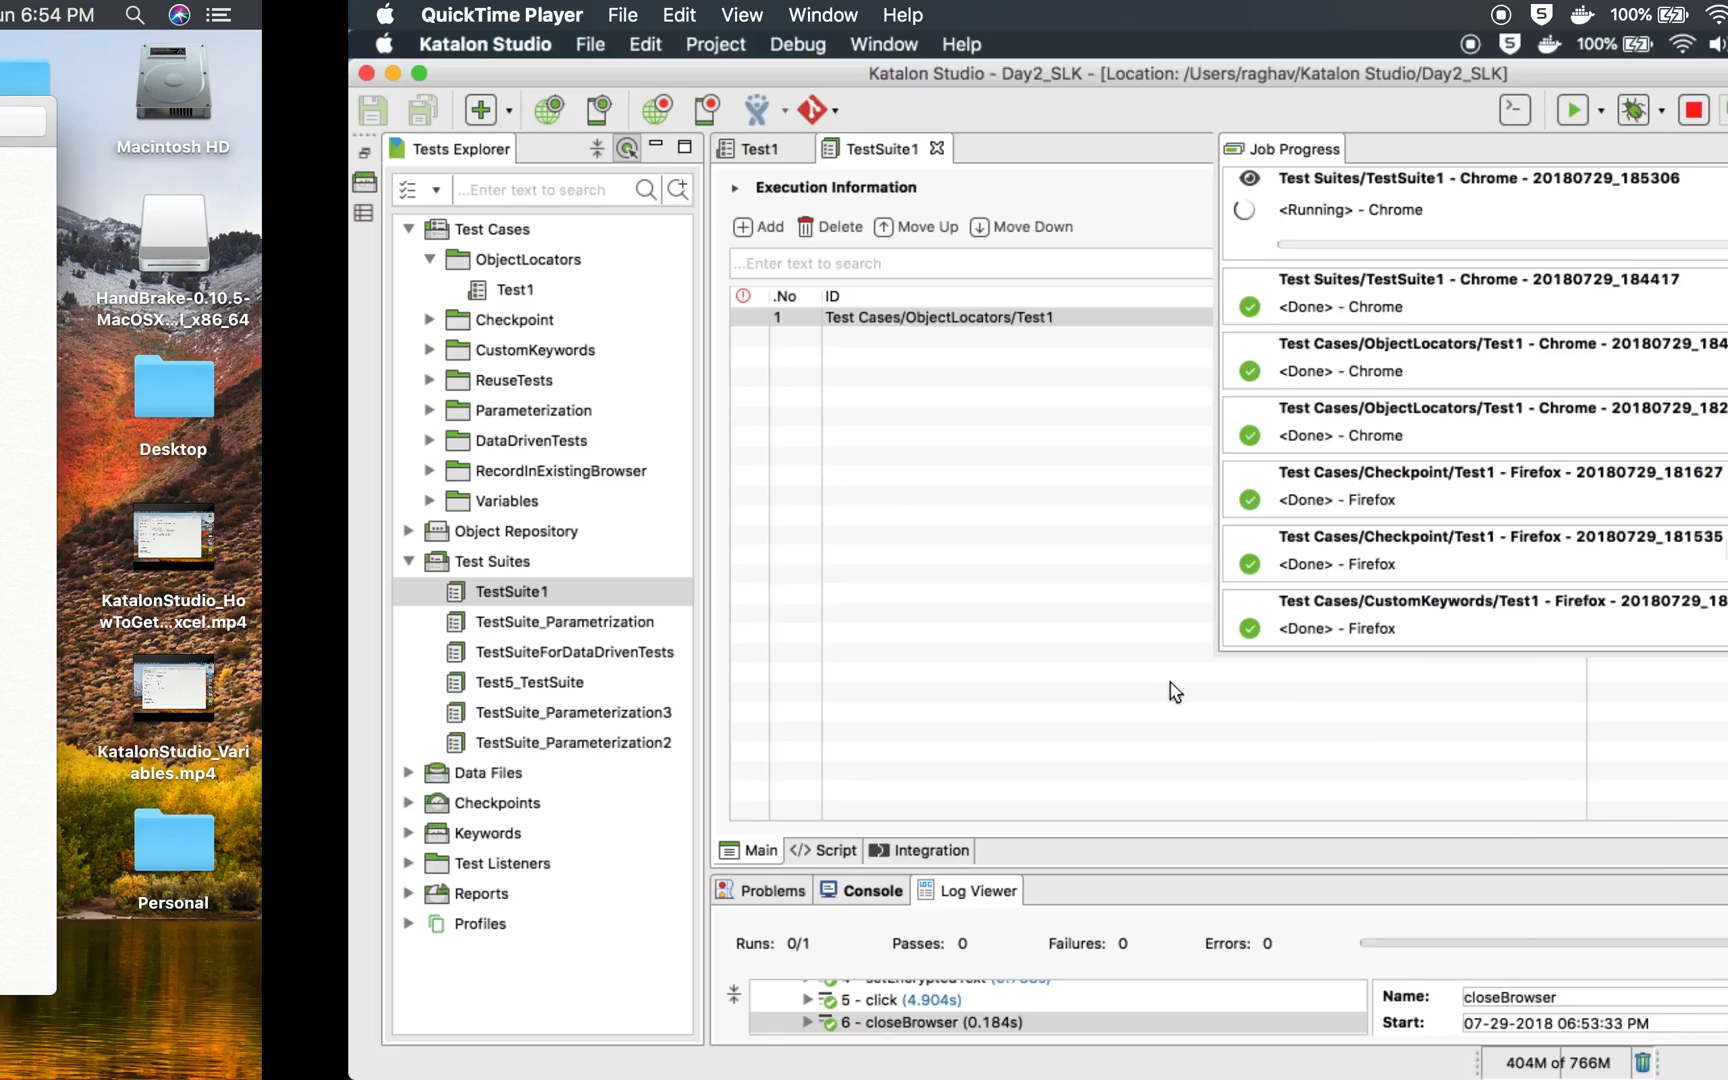 un 6:54 PM
Macintosh HD
HandBrake-0.10.5-
MacOSX...l_x86_64
Desktop
KatalonStudio_Ho
wToGet...xcel.mp4
KatalonStudio_Vari
ables.mp4
Personal
QuickTime Player File Edit View Window Help
100%
Katalon Studio File Edit Project Debug Window Help
100%
Katalon Studio - Day2_SLK - [Location: /Users/raghav/Katalon Studio/Day2_SLK]
Tests Explorer
...Enter text to search
Test Cases
ObjectLocators
Test1
Checkpoint
CustomKeywords
ReuseTests
Parameterization
DataDrivenTests
RecordInExistingBrowser
Variables
Object Repository
Test Suites
TestSuite1
TestSuite_Parametrization
TestSuiteForDataDrivenTests
Test5_TestSuite
TestSuite_Parameterization3
TestSuite_Parameterization2
Data Files
Checkpoints
Keywords
Test Listeners
Reports
Profiles
Test1
TestSuite1
Execution Information
Add Delete Move Up Move Down
...Enter text to search
.No ID
1 Test Cases/ObjectLocators/Test1
Job Progress
Test Suites/TestSuite1 - Chrome - 20180729_185306
<Running> - Chrome
Test Suites/TestSuite1 - Chrome - 20180729_184417
<Done> - Chrome
Test Cases/ObjectLocators/Test1 - Chrome - 20180729_184
<Done> - Chrome
Test Cases/ObjectLocators/Test1 - Chrome - 20180729_182
<Done> - Chrome
Test Cases/Checkpoint/Test1 - Firefox - 20180729_181627
<Done> - Firefox
Test Cases/Checkpoint/Test1 - Firefox - 20180729_181535
<Done> - Firefox
Test Cases/CustomKeywords/Test1 - Firefox - 20180729_18
<Done> - Firefox
Main </> Script Integration
Problems Console Log Viewer
Runs: 0/1 Passes: 0 Failures: 0 Errors: 0
5 - click (4.904s)
6 - closeBrowser (0.184s)
Name: closeBrowser
Start: 07-29-2018 06:53:33 PM
404M of 766M